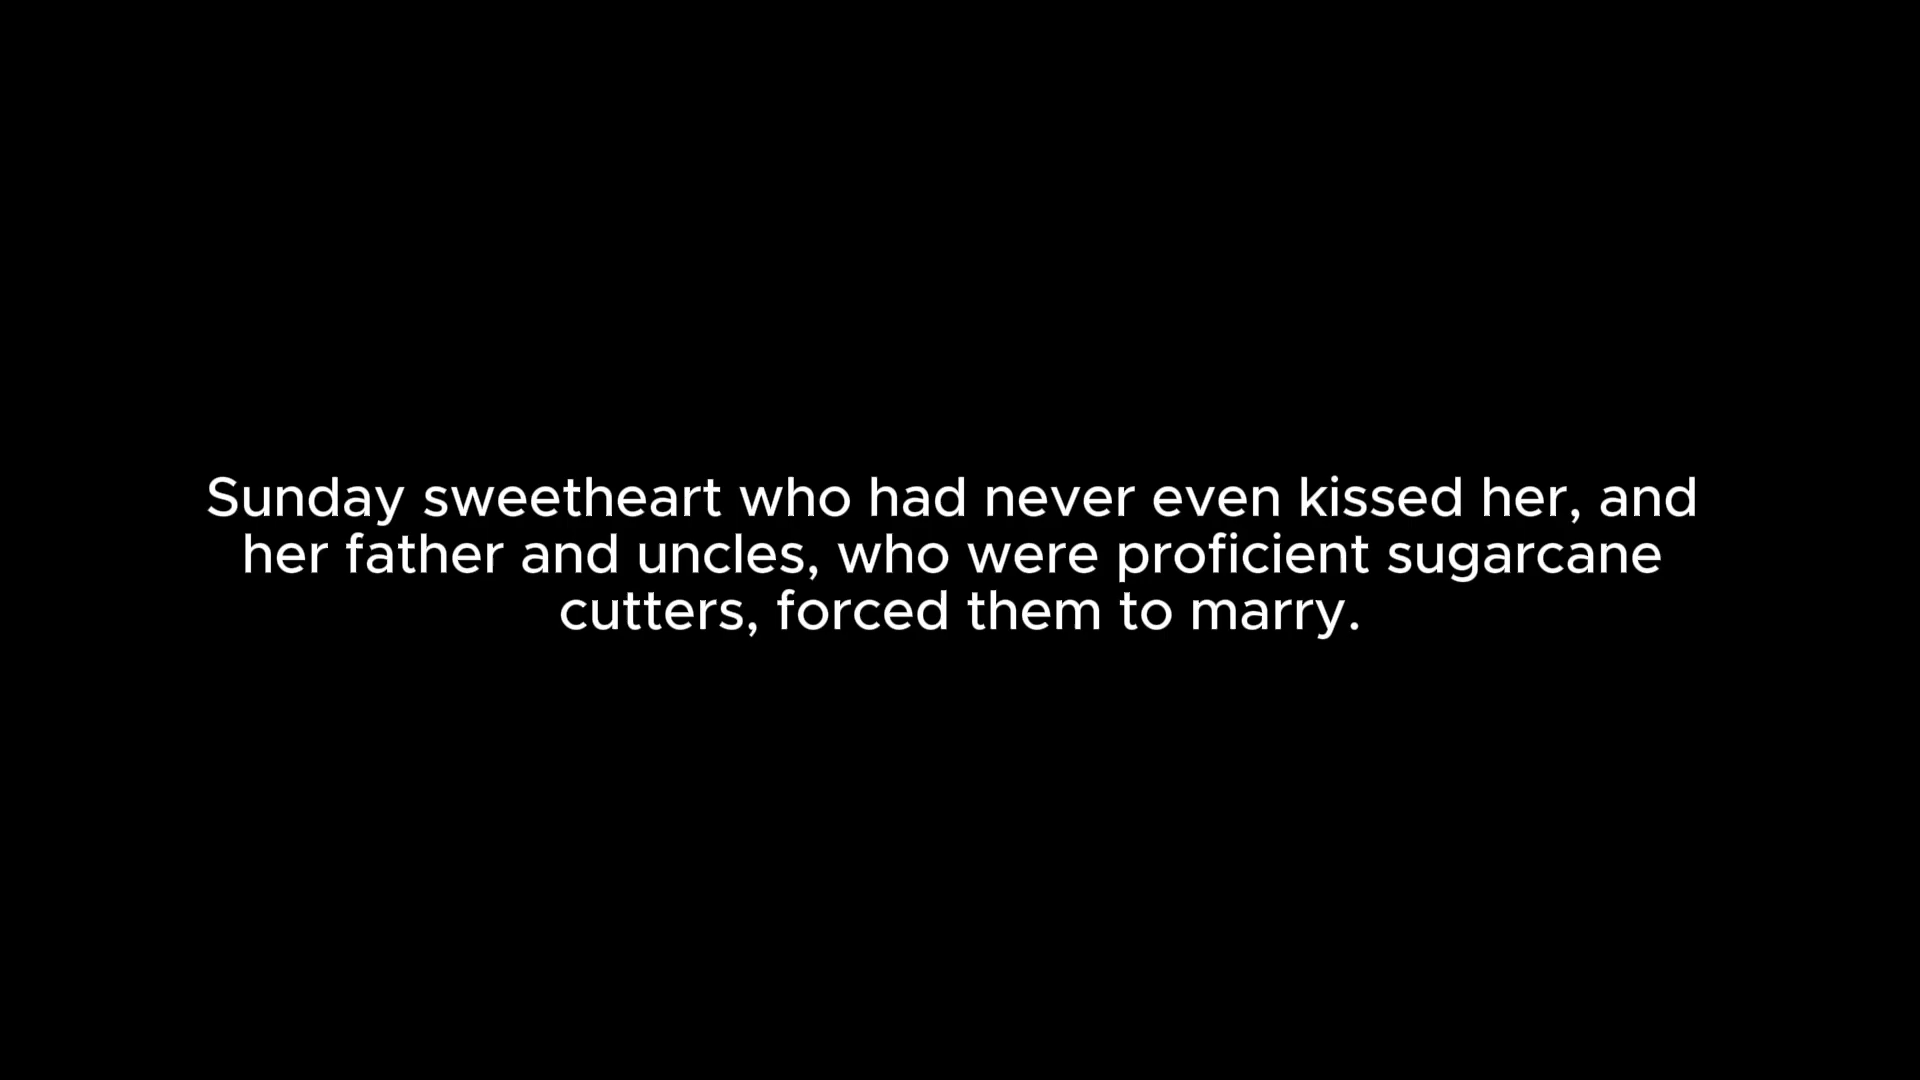 Sunday sweetheart who had never even kissed her, and
her father and uncles, who were proficient sugarcane
cutters, forced them to marry.